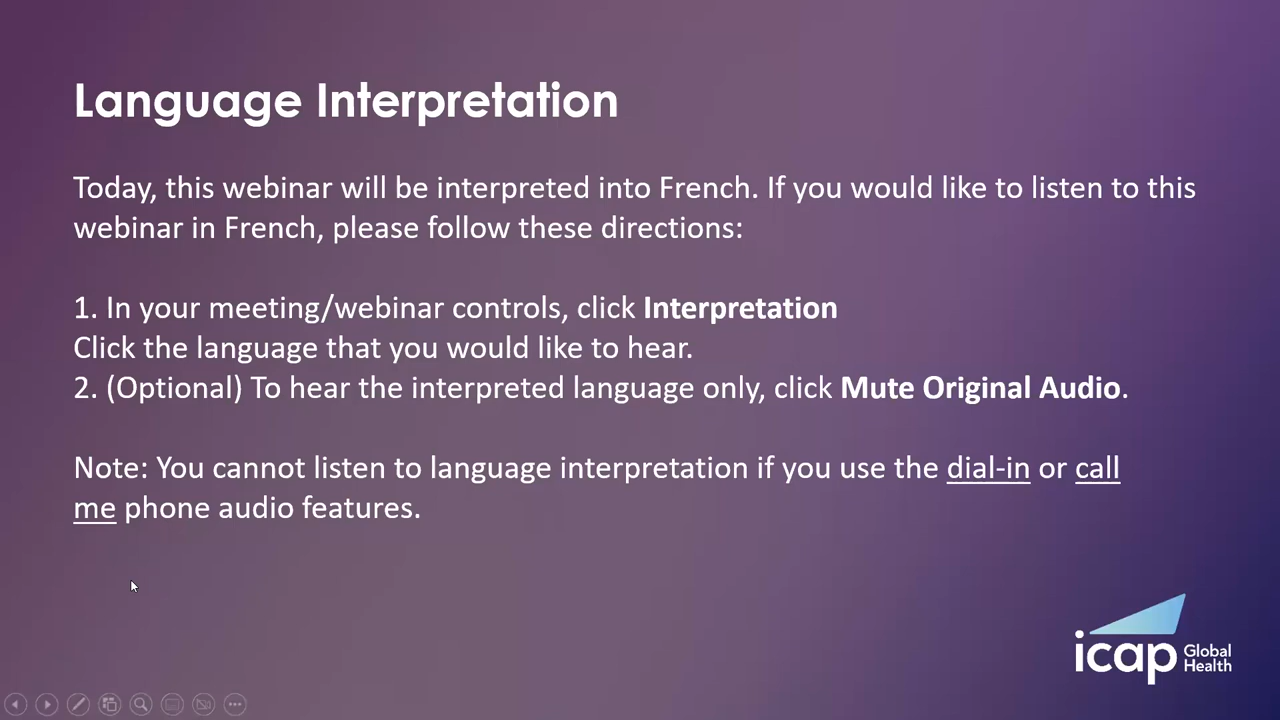 Language Interpretation
Today, this webinar will be interpreted into French. If you would like to listen to this
webinar in French, please follow these directions:
1. In your meeting/webinar controls, click Interpretation
Click the language that you would like to hear.
2. (Optional) To hear the interpreted language only, click Mute Original Audio.
Note: You cannot listen to language interpretation if you use the dial-in or call
me phone audio features.
icap Global
Health